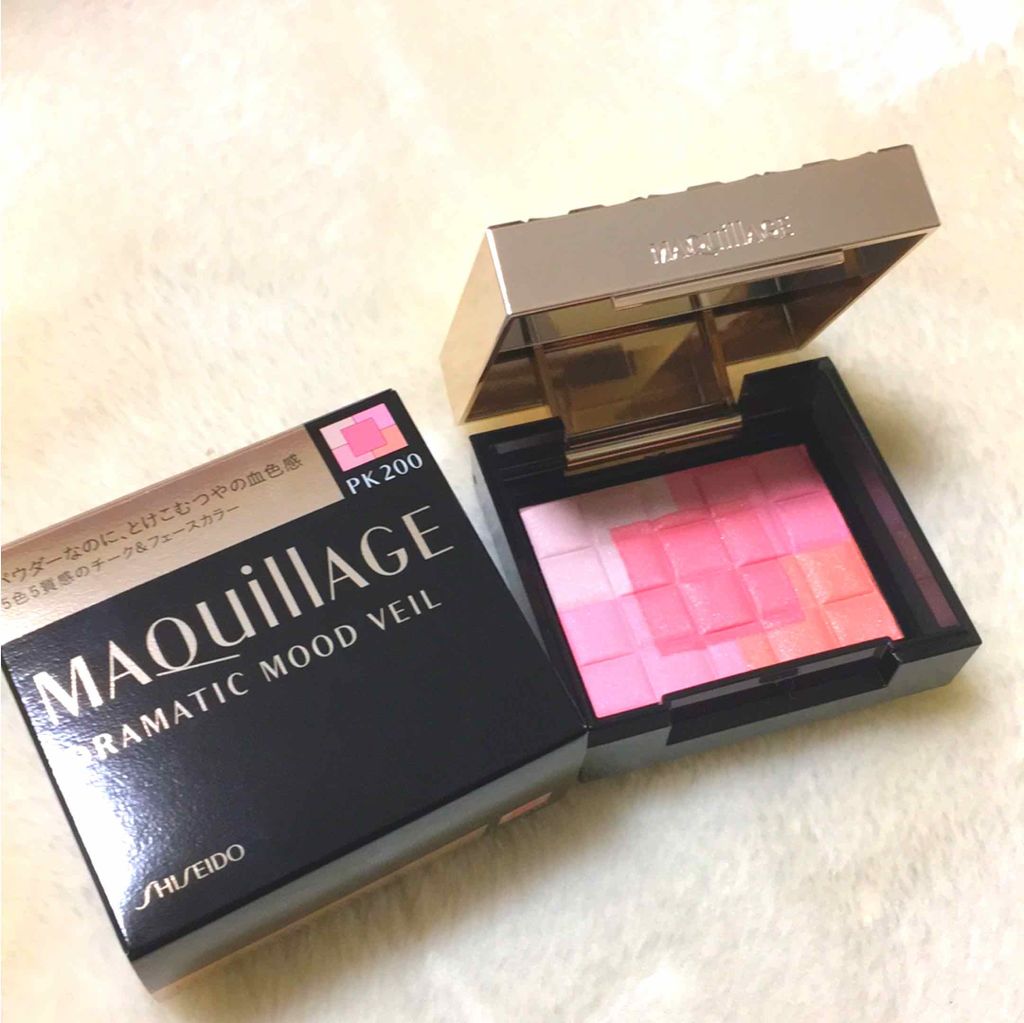 パウダーなのに、とけこむつやの血色感
5色5質感のチーク&フェースカラー
PK200
MAQuillAGE
DRAMATIC MOOD VEIL
SHISEIDO
MAQuillAGE